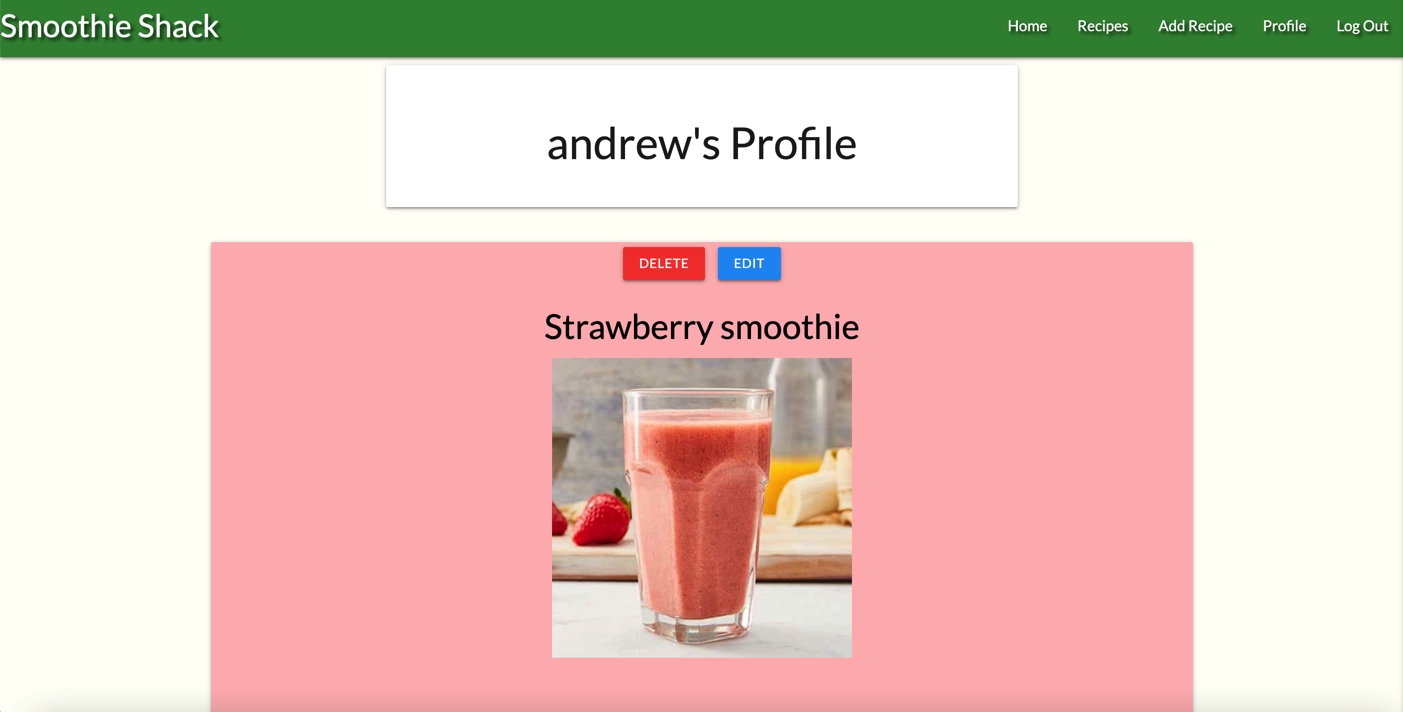 Smoothie Shack
Home Recipes Add Recipe Profile Log Out
andrew's Profile
DELETE EDIT
Strawberry smoothie